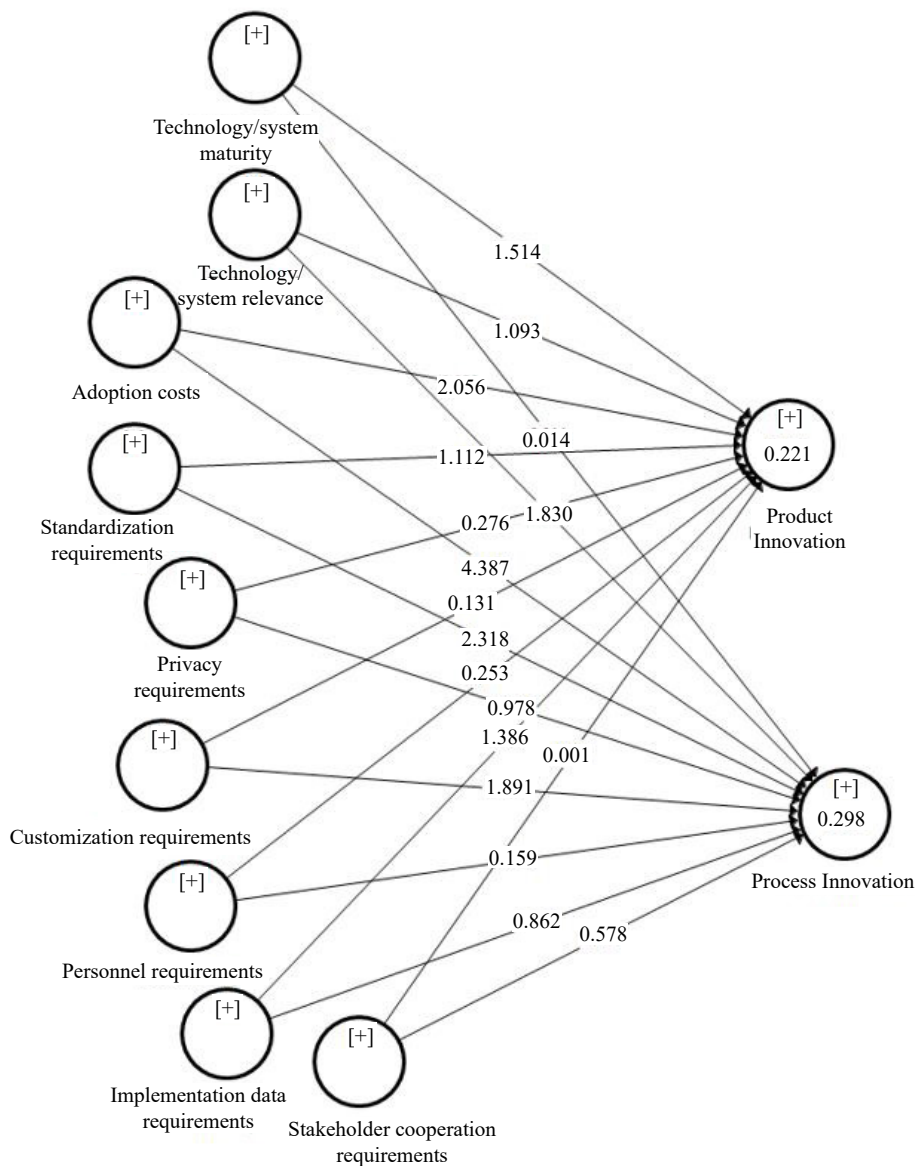 [+]
Technology/system
maturity
[+]
Technology/
system relevance
[+]
Adoption costs
[+]
Standardization
requirements
[+]
Privacy
requirements
[+]
Customization requirements
[+]
Personnel requirements
[+]
Implementation data
requirements
[+]
Stakeholder cooperation
requirements
1.514
1.093
2.056
0.014
1.112
1.830
0.276
4.387
0.131
2.318
0.253
0.978
1.386
0.001
1.891
0.159
0.862
0.578
[+]
0.221
Product
Innovation
[+]
0.298
Process Innovation